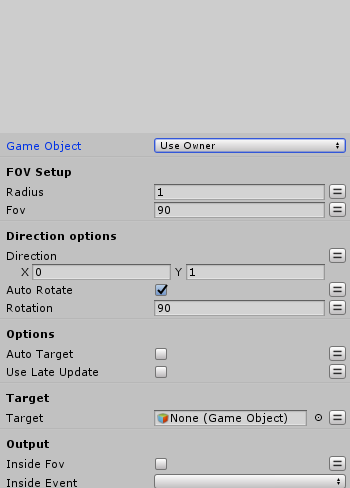 Game Object Use Owner
FOV Setup
Radius 1
Fov 90
Direction options
Direction
X 0 Y 1
Auto Rotate
Rotation 90
Options
Auto Target
Use Late Update
Target
Target None (Game Object)
Output
Inside Fov
Inside Event